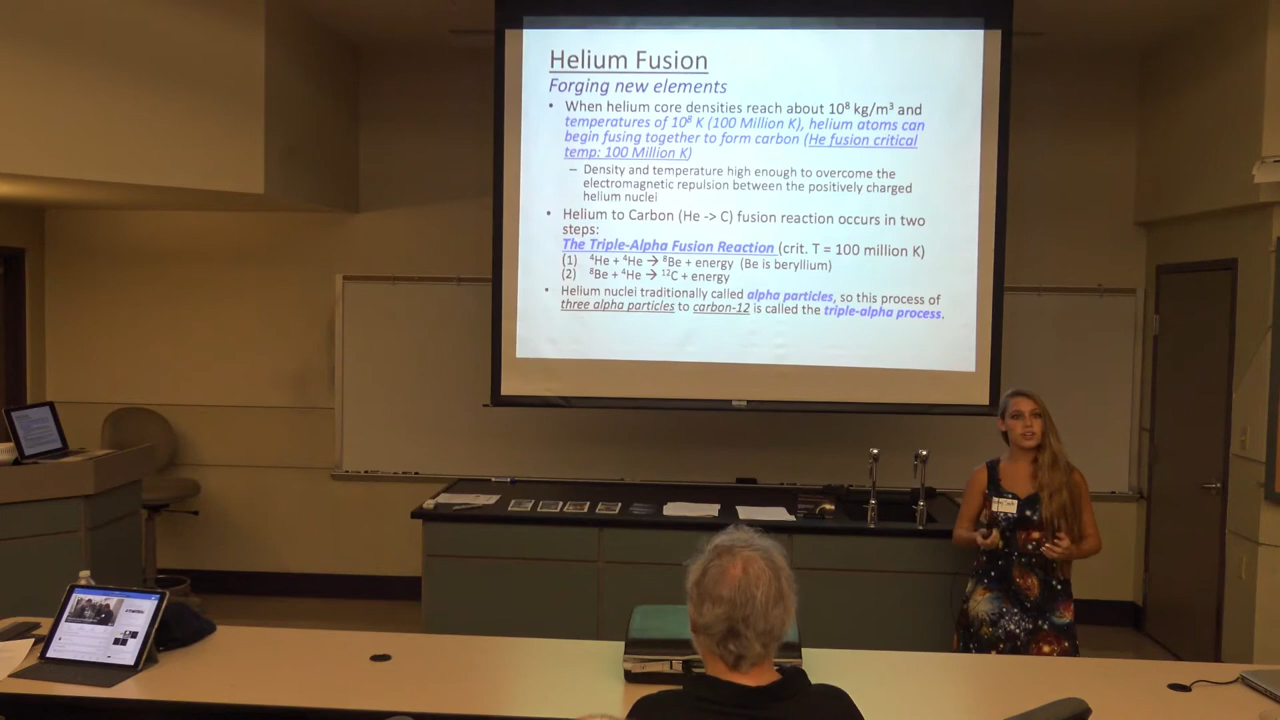 Helium Fusion
Forging new elements
• When helium core densities reach about 10⁸ kg/m³ and
temperatures of 10⁸ K (100 Million K), helium atoms can
begin fusing together to form carbon (He fusion critical
temp: 100 Million K)
– Density and temperature high enough to overcome the
electromagnetic repulsion between the positively charged
helium nuclei
• Helium to Carbon (He -> C) fusion reaction occurs in two
steps:
The Triple-Alpha Fusion Reaction (crit. T = 100 million K)
(1) ⁴He + ⁴He → ⁸Be + energy (Be is beryllium)
(2) ⁸Be + ⁴He → ¹²C + energy
• Helium nuclei traditionally called alpha particles, so this process of
three alpha particles to carbon-12 is called the triple-alpha process.